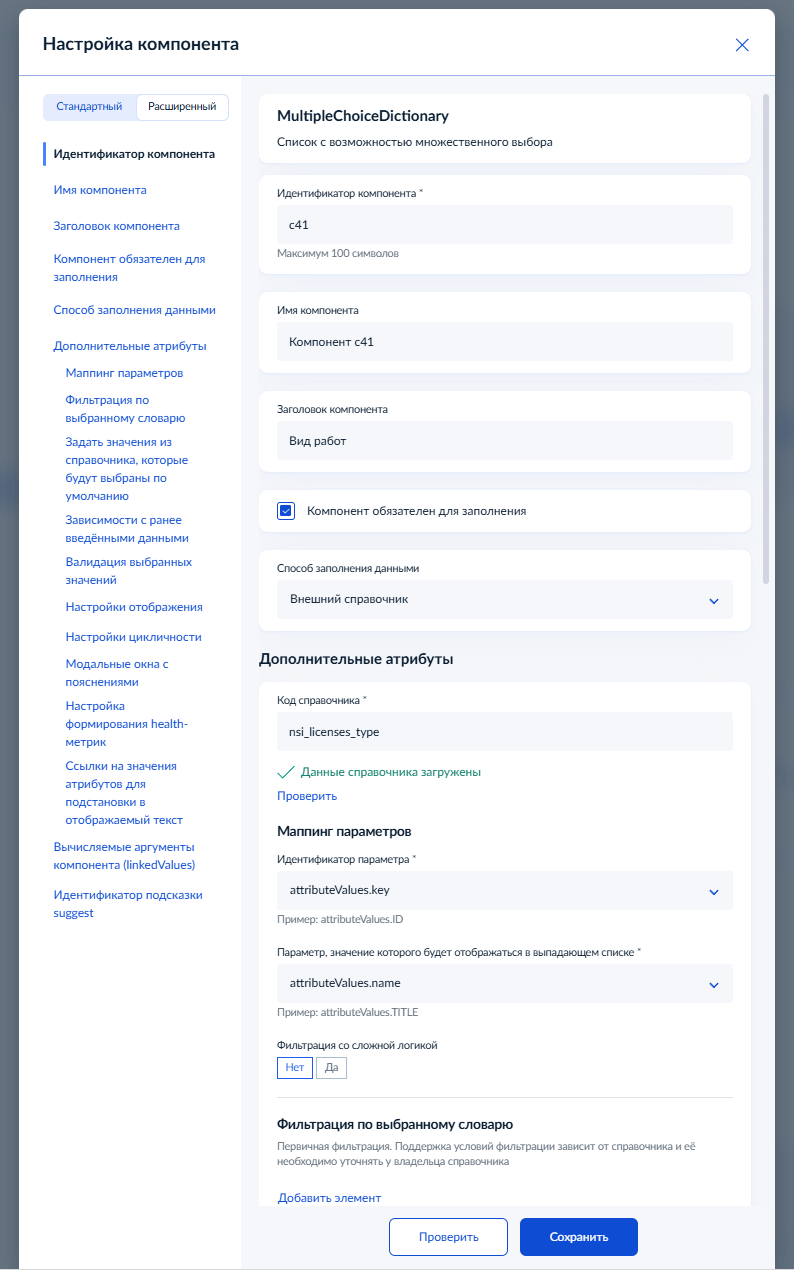 Настройка компонента
Стандартный
Расширенный
Идентификатор компонента
Имя компонента
Заголовок компонента
Компонент обязателен для
заполнения
Способ заполнения данными
Дополнительные атрибуты
Маппинг параметров
Фильтрация по
выбранному словарю
Задать значения из
справочника, которые
будут выбраны по
умолчанию
Зависимости с ранее
введёнными данными
Валидация выбранных
значений
Настройки отображения
Настройки цикличности
Модальные окна с
пояснениями
Настройка
формирования health-
метрик
Ссылки на значения
атрибутов для
подстановки в
отображаемый текст
Вычисляемые аргументы
компонента (linkedValues)
Идентификатор подсказки
suggest
MultipleChoiceDictionary
Список с возможностью множественного выбора
Идентификатор компонента *
c41
Максимум 100 символов
Имя компонента
Компонент c41
Заголовок компонента
Вид работ
Компонент обязателен для заполнения
Способ заполнения данными
Внешний справочник
Дополнительные атрибуты
Код справочника *
nsi_licenses_type
Данные справочника загружены
Проверить
Маппинг параметров
Идентификатор параметра *
attributeValues.key
Пример: attributeValues.ID
Параметр, значение которого будет отображаться в выпадающем списке *
attributeValues.name
Пример: attributeValues.TITLE
Фильтрация со сложной логикой
Нет
Да
Фильтрация по выбранному словарю
Первичная фильтрация. Поддержка условий фильтрации зависит от справочника и её
необходимо уточнять у владельца справочника
Добавить элемент
Проверить
Сохранить